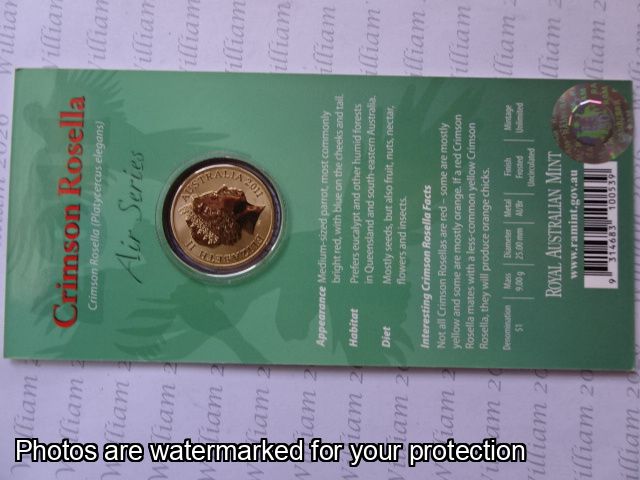 Crimson Rosella
Crimson Rosella (Platycercus elegans)
Air Series
ELIZABETH II AUSTRALIA 2011
Appearance Medium-sized parrot, most commonly
bright red, with blue on the cheeks and tail.
Habitat Prefers eucalypt and other humid forests
in Queensland and south-eastern Australia.
Diet Mostly seeds, but also fruit, nuts, nectar,
flowers and insects.
Interesting Crimson Rosella Facts
Not all Crimson Rosellas are red – some are mostly
yellow and some are mostly orange. If a red Crimson
Rosella mates with a less-common yellow Crimson
Rosella, they will produce orange chicks.
Denomination Mass Diameter Metal Finish Mintage
$1 9.00 g 25.00 mm Al/Br Frosted Unlimited
Uncirculated
ROYAL AUSTRALIAN MINT
www.ramint.gov.au
9 314683 100539
Photos are watermarked for your protection